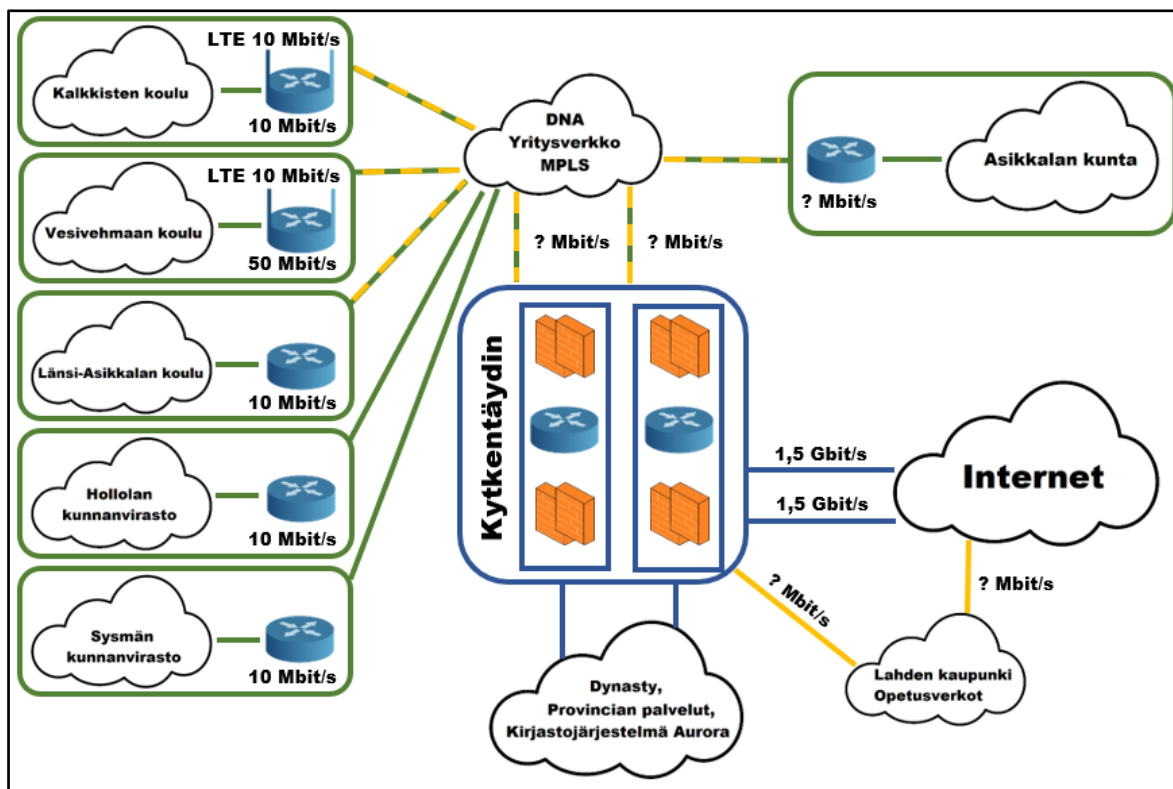 LTE 10 Mbit/s
Kalkkisten koulu
10 Mbit/s
LTE 10 Mbit/s
Vesivehmaan koulu
50 Mbit/s
Länsi-Asikkalan koulu
10 Mbit/s
Hollolan
kunnanvirasto
10 Mbit/s
Sysmän
kunnanvirasto
10 Mbit/s
DNA
Yritysverkko
MPLS
? Mbit/s
? Mbit/s
Asikkalan kunta
? Mbit/s
Kytkentäydin
1,5 Gbit/s
1,5 Gbit/s
Internet
? Mbit/s
? Mbit/s
Lahden kaupunki
Opetusverkot
Dynasty,
Provincian palvelut,
Kirjastojärjestelmä Aurora